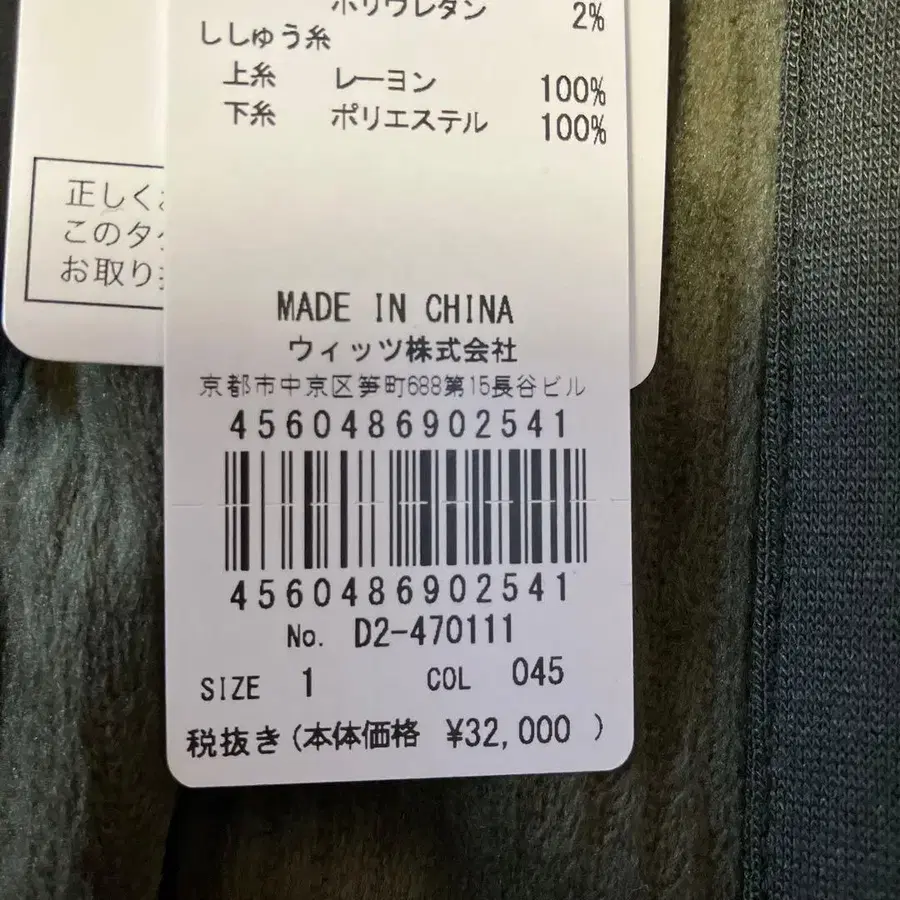 ポリウレタン 2%
ししゅう糸
上糸 レーヨン 100%
下糸 ポリエステル 100%
正しく
このタ
お取り
MADE IN CHINA
ウィッツ株式会社
京都市中京区笋町688第15長谷ビル
4560486902541
4560486902541
No. D2-470111
SIZE 1 COL 045
税抜き(本体価格 ¥32,000 )